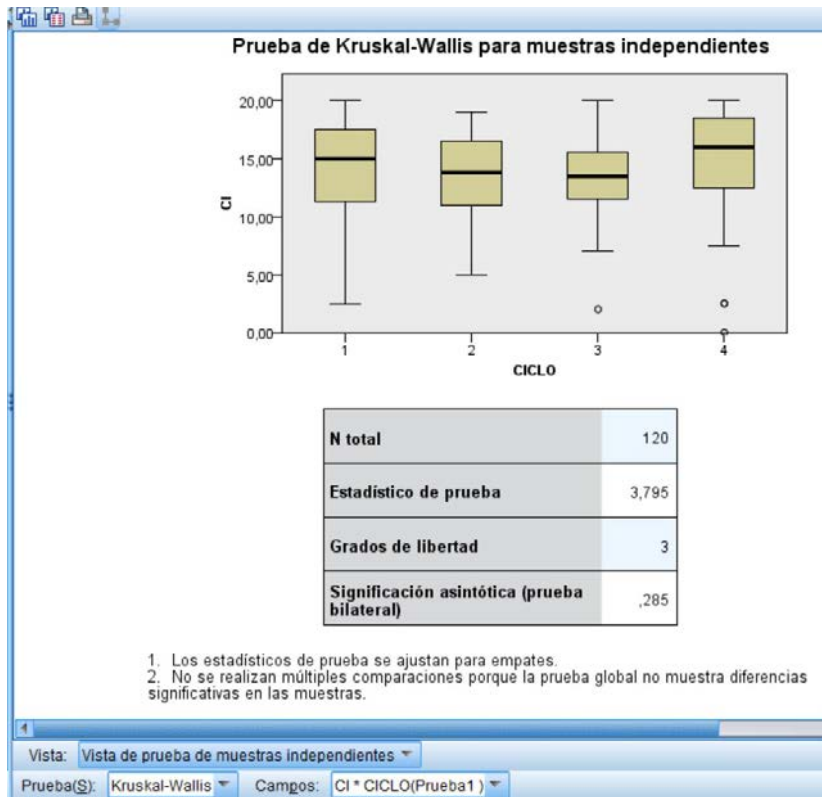 Prueba de Kruskal-Wallis para muestras independientes
20,00
15,00
10,00
5,00
0,00
CI
1 2 3 4
CICLO
N total 120
Estadístico de prueba 3,795
Grados de libertad 3
Significación asintótica (prueba bilateral) ,285
1. Los estadísticos de prueba se ajustan para empates.
2. No se realizan múltiples comparaciones porque la prueba global no muestra diferencias
significativas en las muestras.
Vista: Vista de prueba de muestras independientes
Prueba(S): Kruskal-Wallis Campos: CI * CICLO(Prueba1)